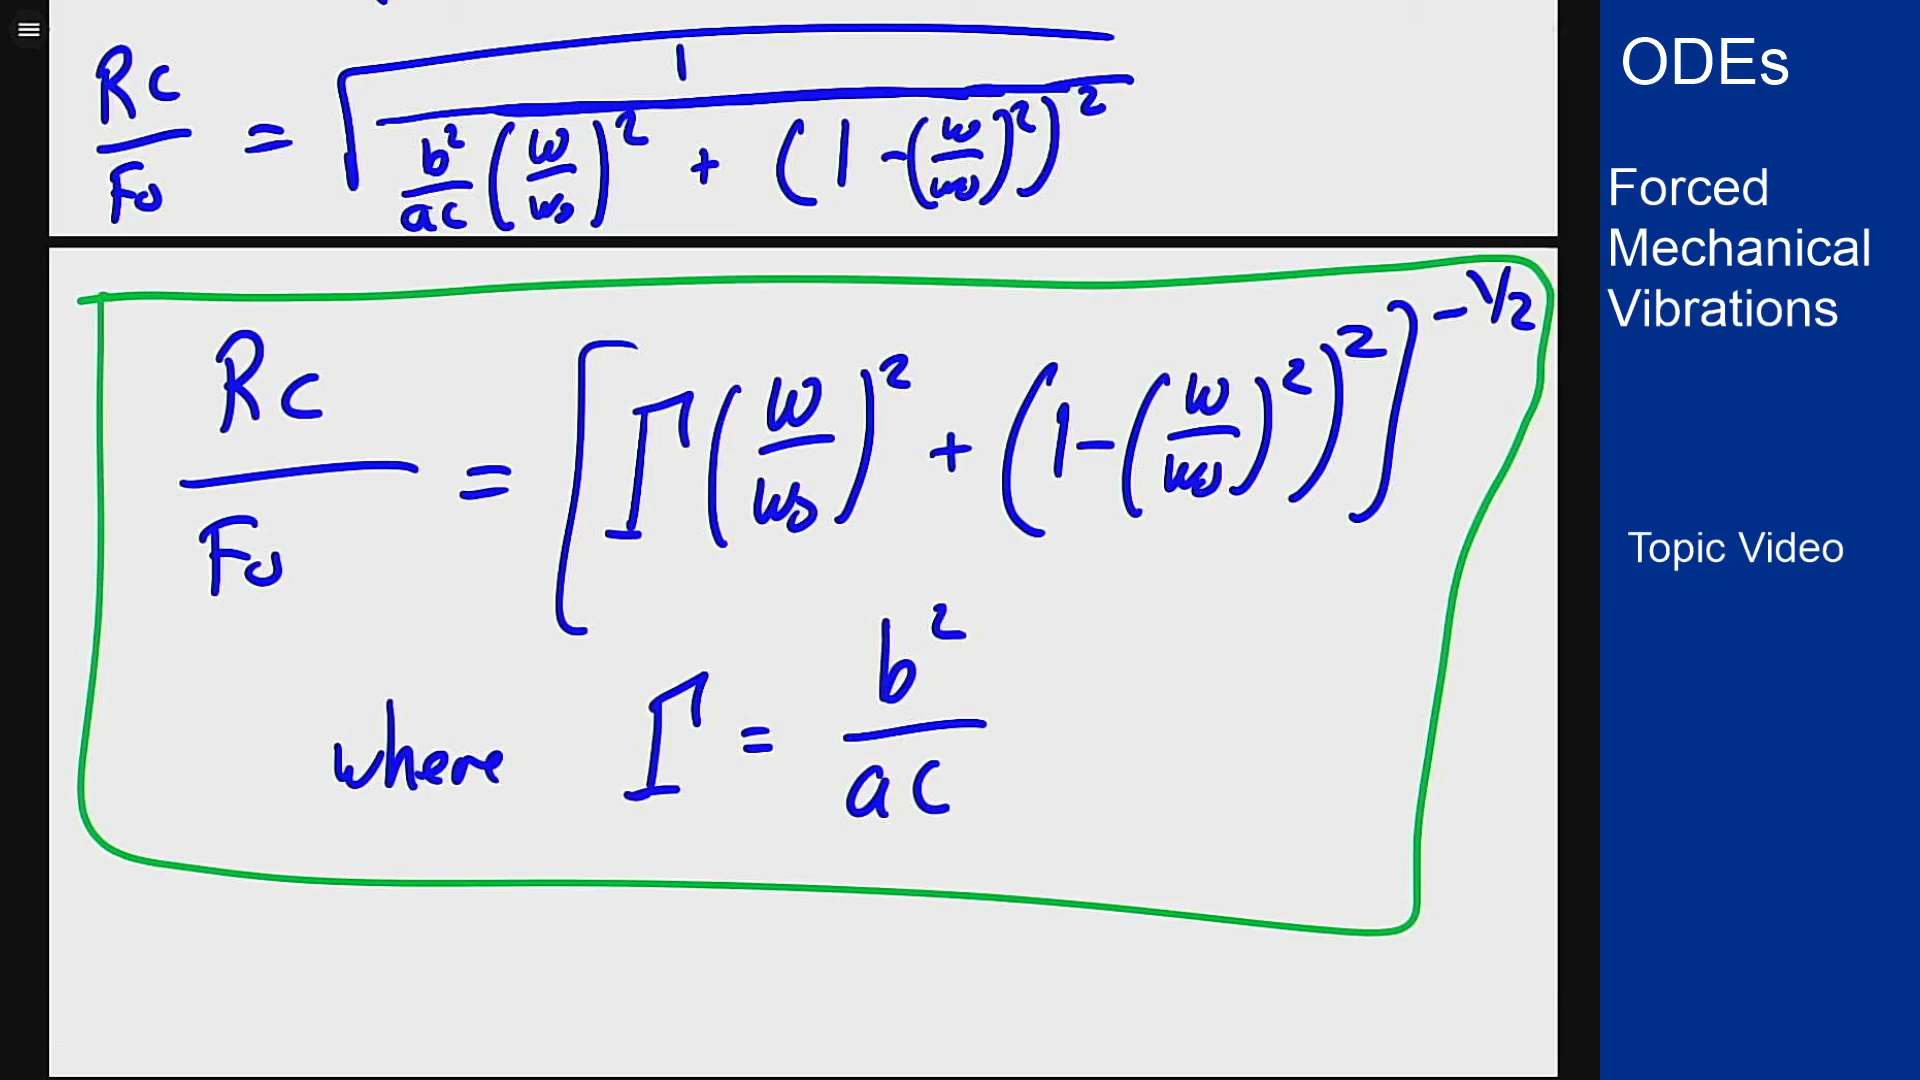 Rc/F₀ = √(1 / (b²/ac (ω/ω₀)² + (1 - (ω/ω₀)²)²))
Rc/F₀ = [Γ(ω/ω₀)² + (1 - (ω/ω₀)²)²]^(-1/2)
where Γ = b²/ac
ODEs
Forced
Mechanical
Vibrations
Topic Video